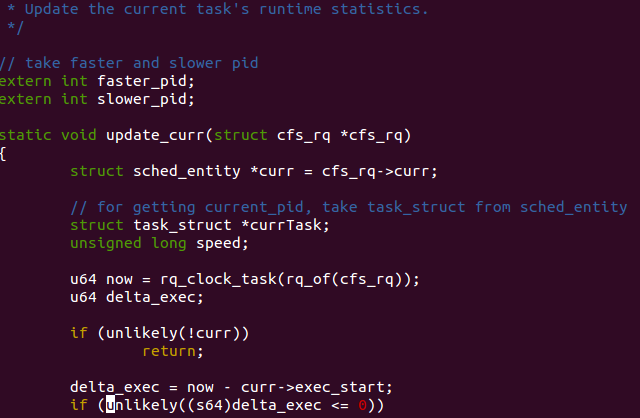 * Update the current task's runtime statistics.
 */
// take faster and slower pid
extern int faster_pid;
extern int slower_pid;
static void update_curr(struct cfs_rq *cfs_rq)
{
        struct sched_entity *curr = cfs_rq->curr;
        // for getting current_pid, take task_struct from sched_entity
        struct task_struct *currTask;
        unsigned long speed;
        u64 now = rq_clock_task(rq_of(cfs_rq));
        u64 delta_exec;
        if (unlikely(!curr))
                return;
        delta_exec = now - curr->exec_start;
        if (unlikely((s64)delta_exec <= 0))